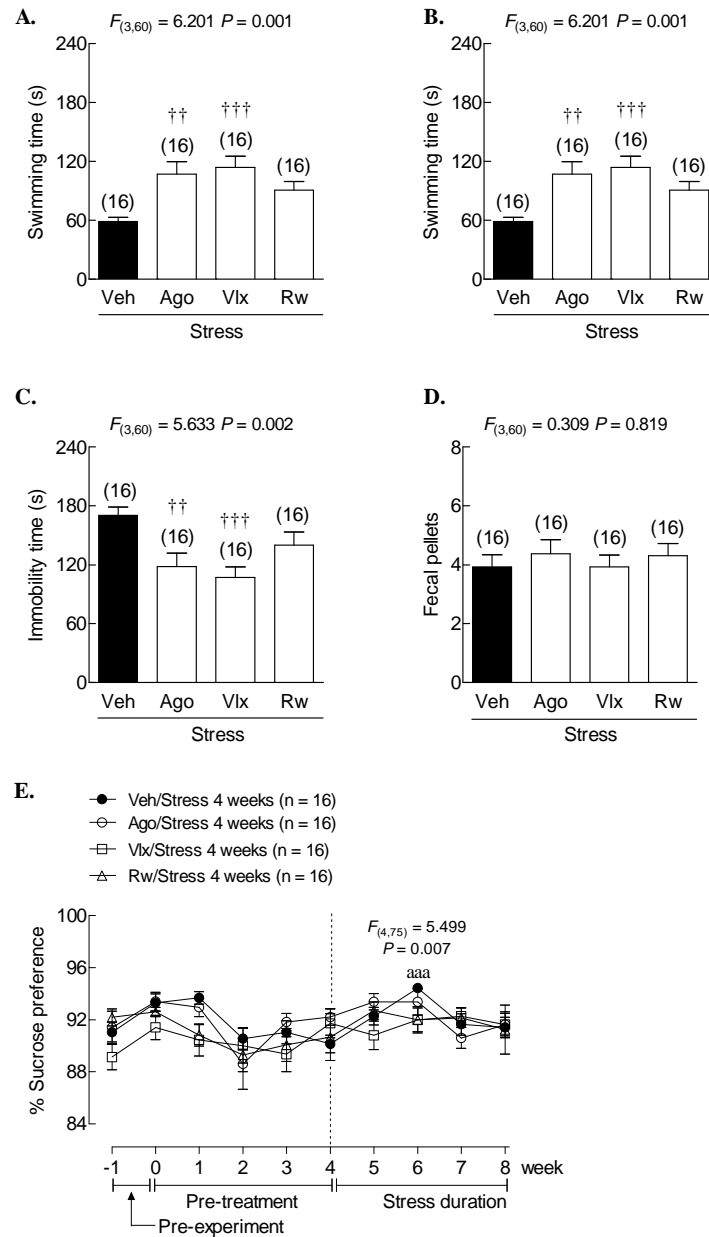 A.
F(3,60) = 6.201 P = 0.001
Swimming time (s)
240
180
120
60
0
(16)
††
(16)
†††
(16)
(16)
Veh Ago Vlx Rw
Stress
B.
F(3,60) = 6.201 P = 0.001
Swimming time (s)
240
180
120
60
0
(16)
††
(16)
†††
(16)
(16)
Veh Ago Vlx Rw
Stress
C.
F(3,60) = 5.633 P = 0.002
Immobility time (s)
240
180
120
60
0
(16)
††
(16)
†††
(16)
(16)
Veh Ago Vlx Rw
Stress
D.
F(3,60) = 0.309 P = 0.819
Fecal pellets
8
6
4
2
0
(16)
(16)
(16)
(16)
Veh Ago Vlx Rw
Stress
E.
Veh/Stress 4 weeks (n = 16)
Ago/Stress 4 weeks (n = 16)
Vlx/Stress 4 weeks (n = 16)
Rw/Stress 4 weeks (n = 16)
% Sucrose preference
100
96
92
88
84
F(4,75) = 5.499
P = 0.007
aaa
-1 0 1 2 3 4 5 6 7 8 week
Pre-treatment Stress duration
Pre-experiment